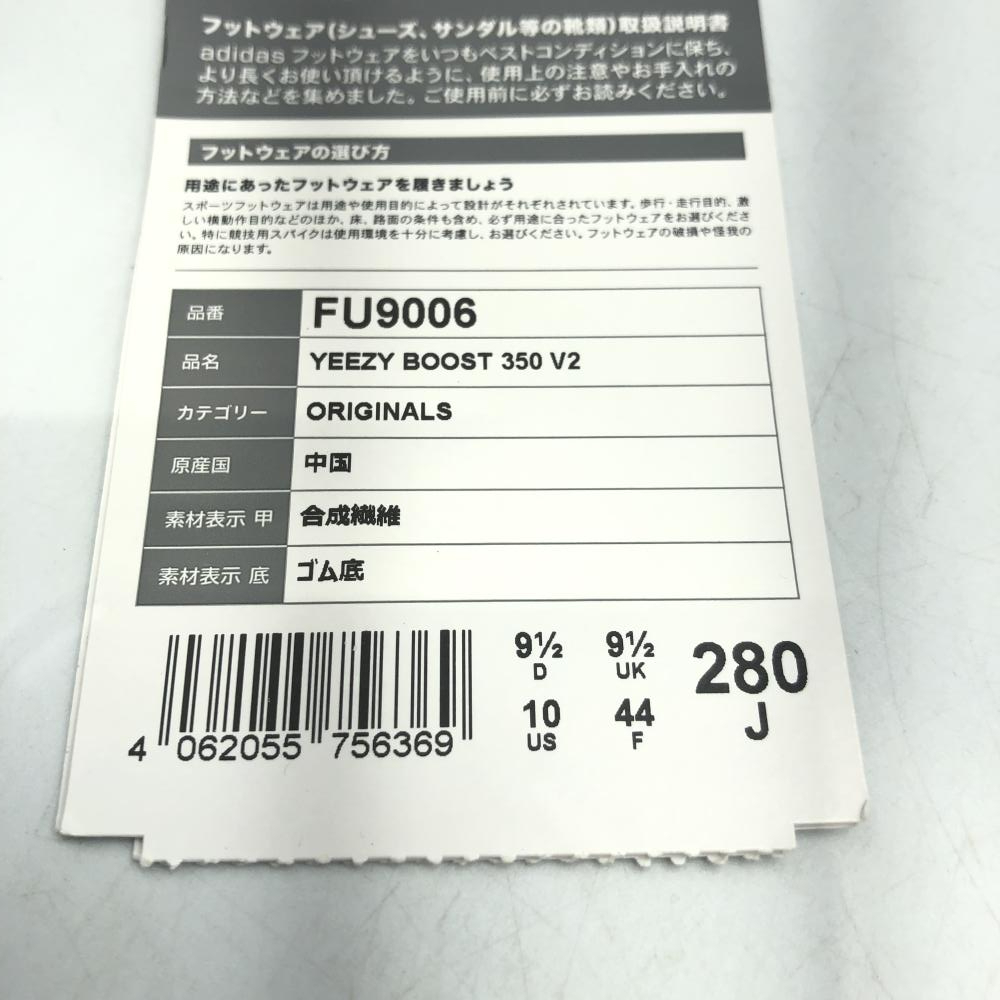 フットウェア(シューズ、サンダル等の靴類)取扱説明書
adidas フットウェアをいつもベストコンディションに保ち、
より長くお使い頂けるように、使用上の注意やお手入れの
方法などを集めました。ご使用前に必ずお読みください。
フットウェアの選び方
用途にあったフットウェアを履きましょう
スポーツフットウェアは用途や使用目的によって設計がそれぞれされています。歩行・走行目的、激
しい横動作目的などのほか、床、路面の条件も含め、必ず用途に合ったフットウェアをお選びくださ
い。特に競技用スパイクは使用環境を十分に考慮し、お選びください。フットウェアの破損や怪我の
原因になります。
品番 FU9006
品名 YEEZY BOOST 350 V2
カテゴリー ORIGINALS
原産国 中国
素材表示 甲 合成繊維
素材表示 底 ゴム底
9½ 9½ 280
D UK
10 44 J
US F
4 062055 756369